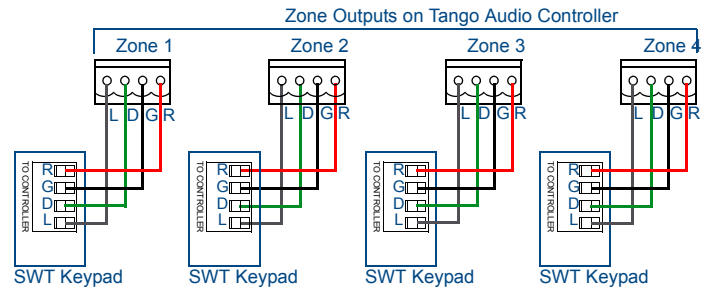 Zone Outputs on Tango Audio Controller
Zone 1
Zone 2
Zone 3
Zone 4
L D G R
L D G R
L D G R
L D G R
TO CONTROLLER
R
G
D
L
TO CONTROLLER
R
G
D
L
TO CONTROLLER
R
G
D
L
TO CONTROLLER
R
G
D
L
SWT Keypad
SWT Keypad
SWT Keypad
SWT Keypad